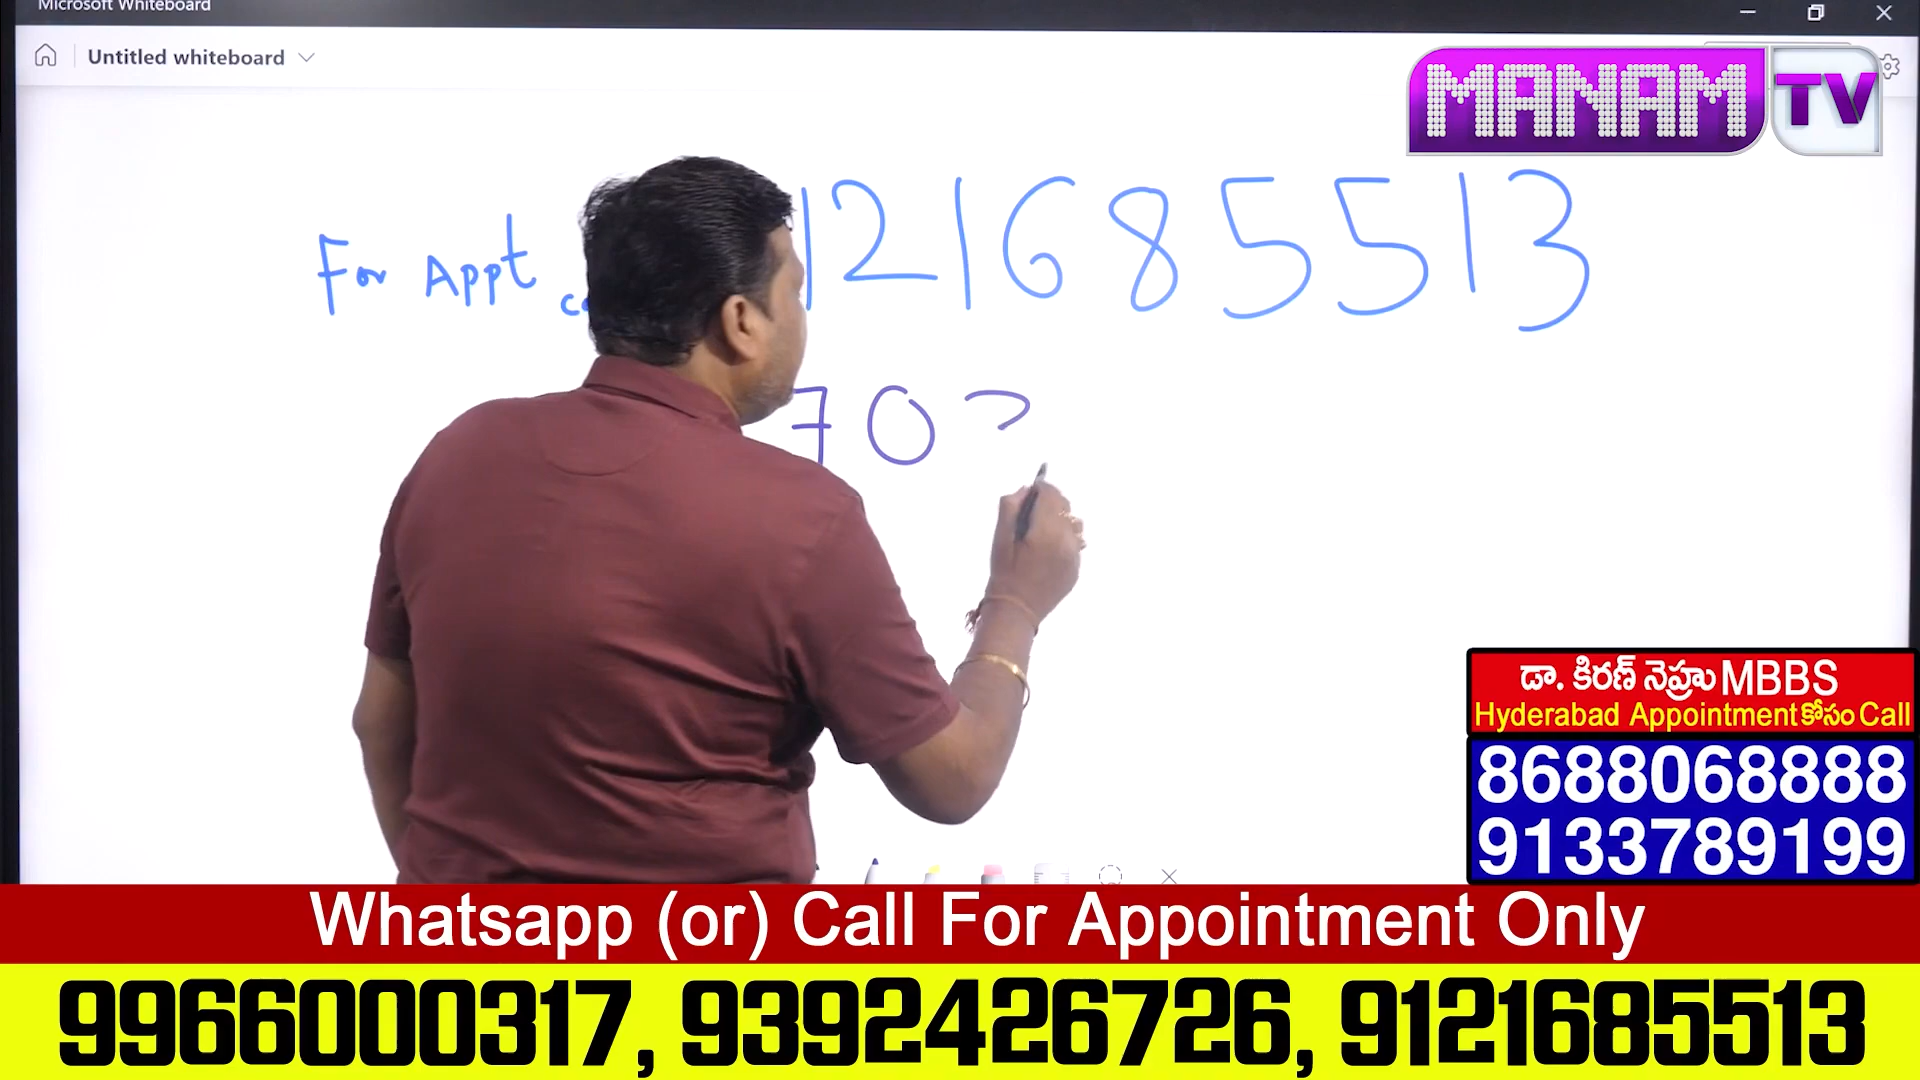 Microsoft Whiteboard
Untitled whiteboard
MANAM TV
For Appt
121685513
70
డా. కిరణ్ నెహ్రు MBBS
Hyderabad Appointment కోసం Call
8688068888
9133789199
Whatsapp (or) Call For Appointment Only
9966000317, 9392426726, 9121685513